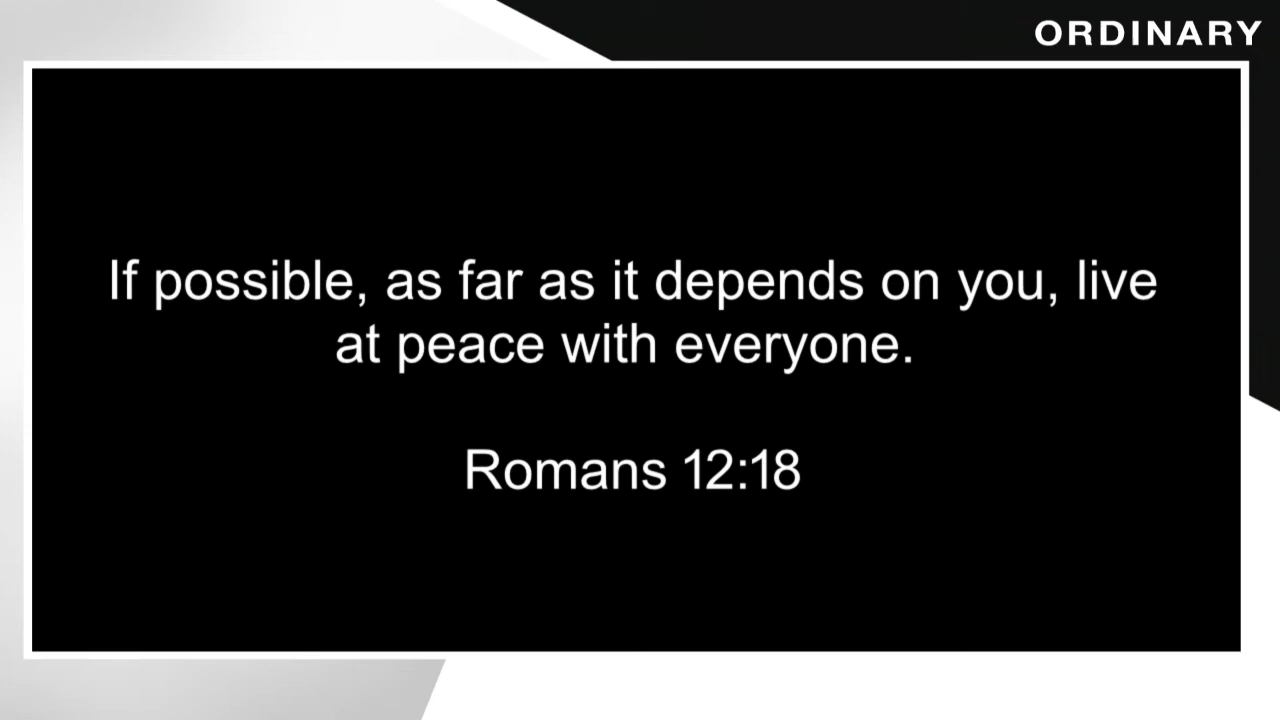 ORDINARY
If possible, as far as it depends on you, live
at peace with everyone.
Romans 12:18